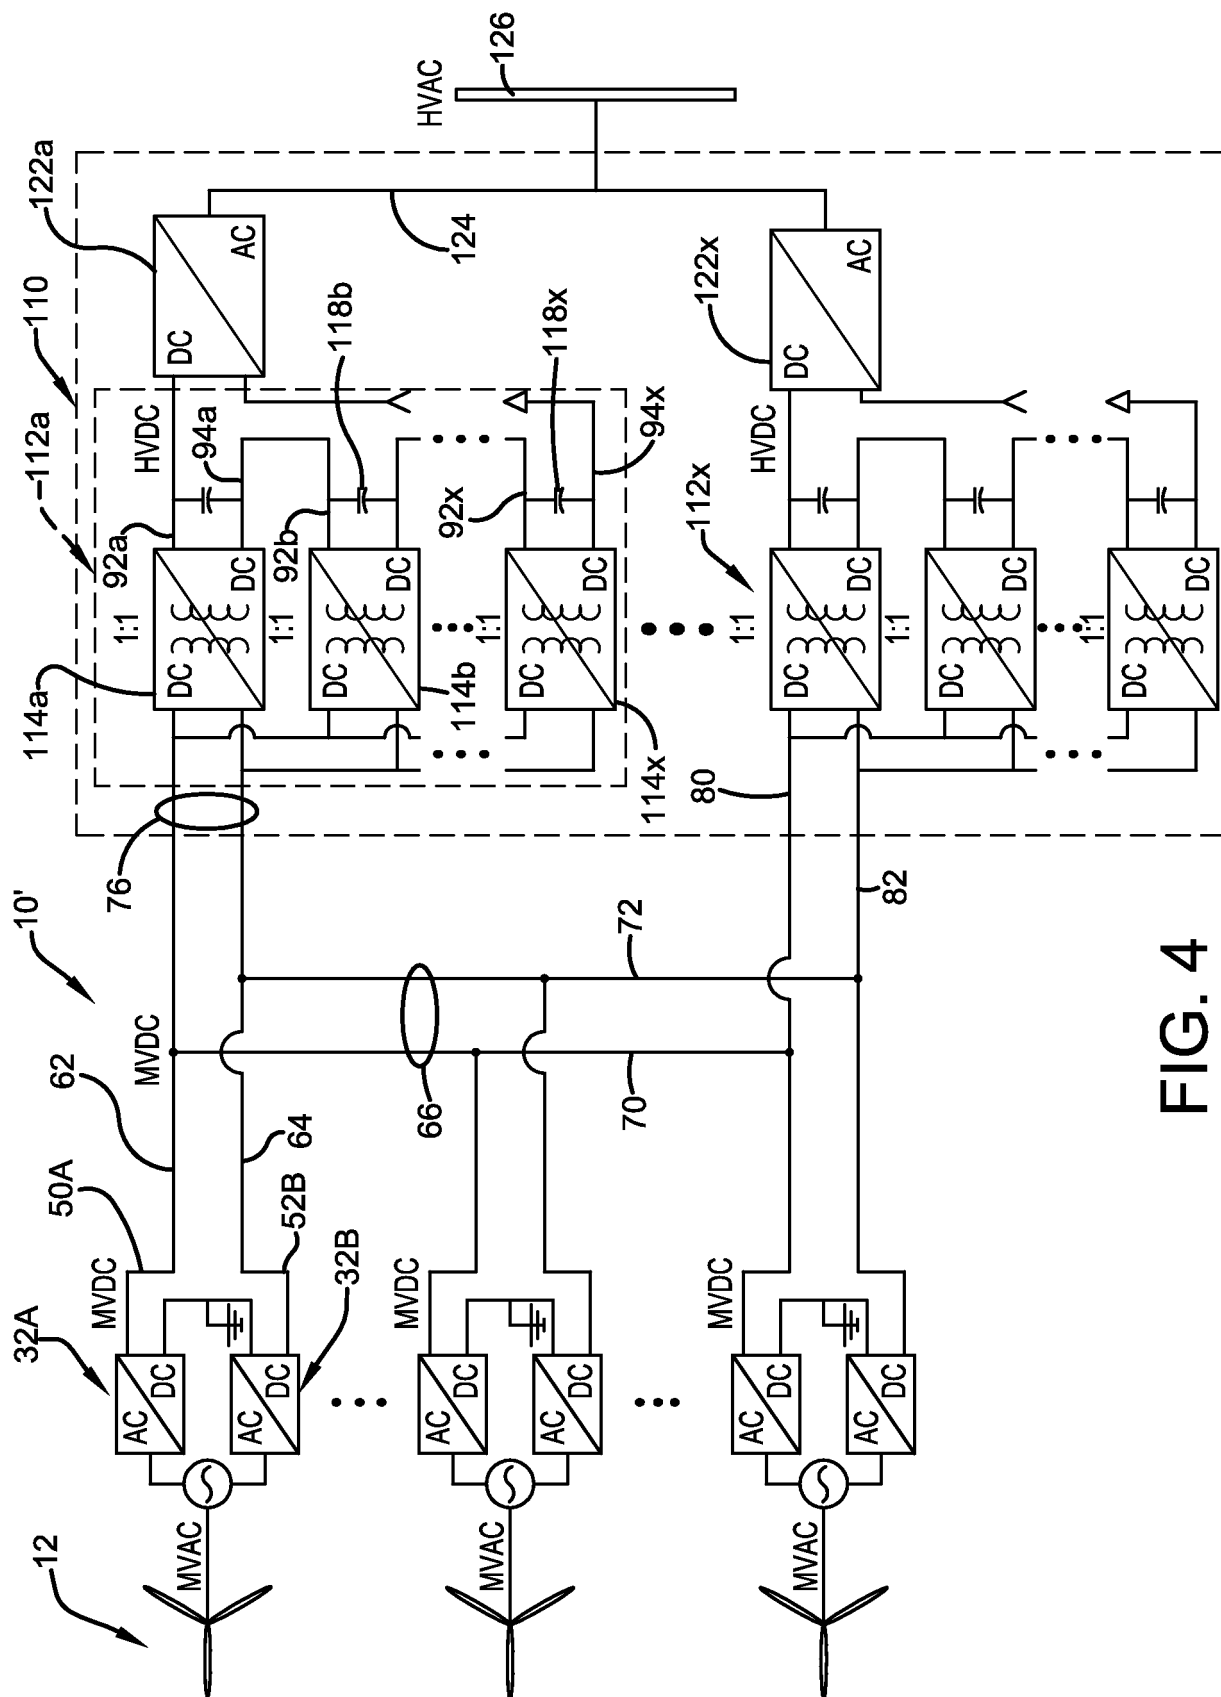 12
10'
FIG. 4
MVAC
32A
AC
DC
AC
DC
32B
MVDC
50A
52B
62
64
MVDC
66
70
72
76
80
82
110
112a
114a
1:1
DC
DC
92a
94a
HVDC
114b
1:1
DC
DC
92b
118b
114x
1:1
DC
DC
92x
118x
94x
122a
DC
AC
124
HVAC
126
MVAC
AC
DC
AC
DC
MVDC
MVAC
AC
DC
AC
DC
MVDC
112x
1:1
DC
DC
HVDC
1:1
DC
DC
1:1
DC
DC
122x
DC
AC